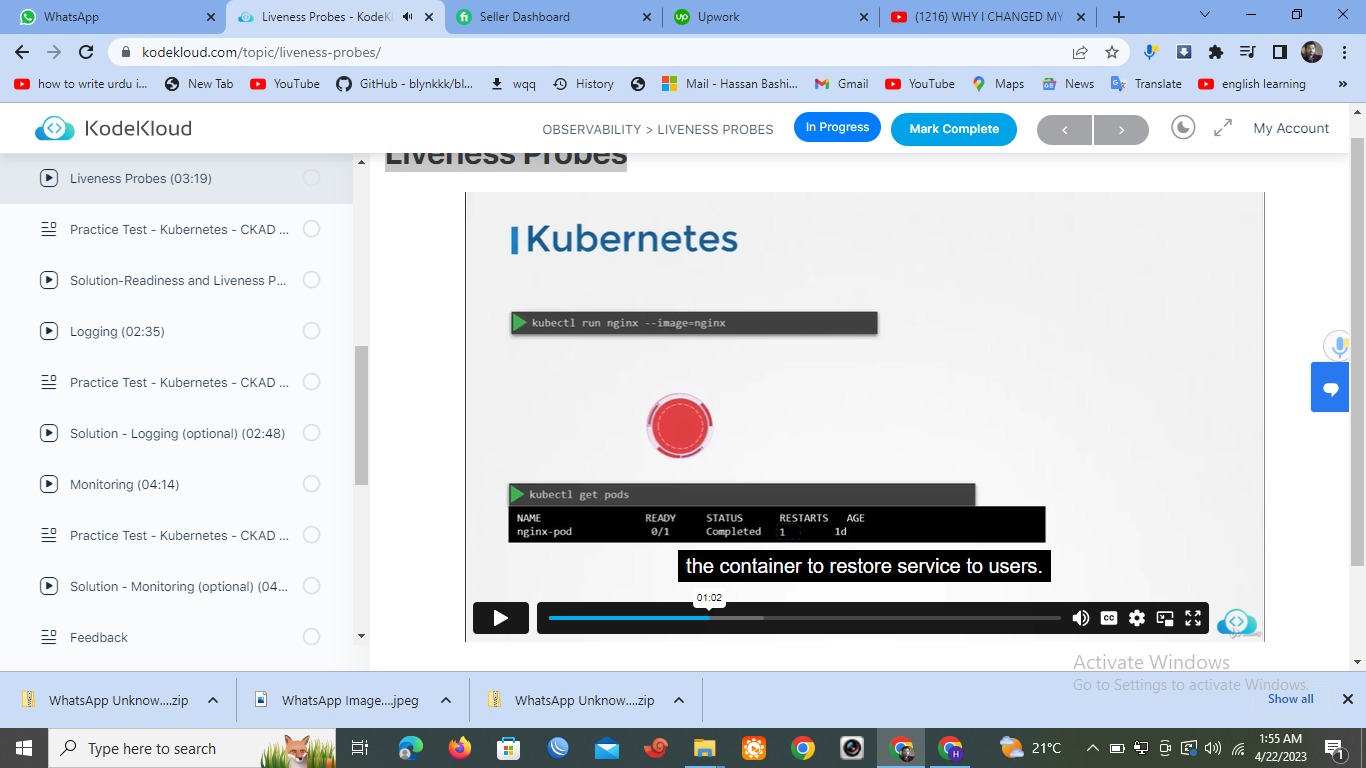 WhatsApp
Liveness Probes - KodeKl
Seller Dashboard
Upwork
(1216) WHY I CHANGED MY
kodekloud.com/topic/liveness-probes/
how to write urdu i...
New Tab
YouTube
GitHub - blynkkk/bl...
wqq
History
Mail - Hassan Bashi...
Gmail
YouTube
Maps
News
Translate
english learning
»
KodeKloud
OBSERVABILITY > LIVENESS PROBES
In Progress
Mark Complete
My Account
Liveness Probes (03:19)
Practice Test - Kubernetes - CKAD ...
Solution-Readiness and Liveness P...
Logging (02:35)
Practice Test - Kubernetes - CKAD ...
Solution - Logging (optional) (02:48)
Monitoring (04:14)
Practice Test - Kubernetes - CKAD ...
Solution - Monitoring (optional) (04...
Feedback
Liveness Probes
Kubernetes
kubectl run nginx --image=nginx
kubectl get pods
NAME READY STATUS RESTARTS AGE
nginx-pod 0/1 Completed 1 1d
the container to restore service to users.
01:02
CC
Activate Windows
Go to Settings to activate Windows.
WhatsApp Unknow....zip
WhatsApp Image....jpeg
WhatsApp Unknow....zip
Show all
Type here to search
H
21°C
1:55 AM
4/22/2023
1